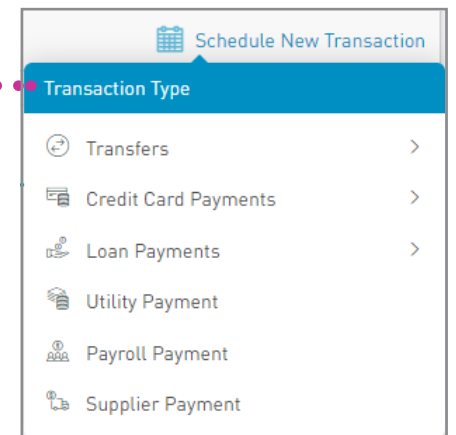 Schedule New Transaction
Transaction Type
Transfers
Credit Card Payments
Loan Payments
Utility Payment
Payroll Payment
Supplier Payment